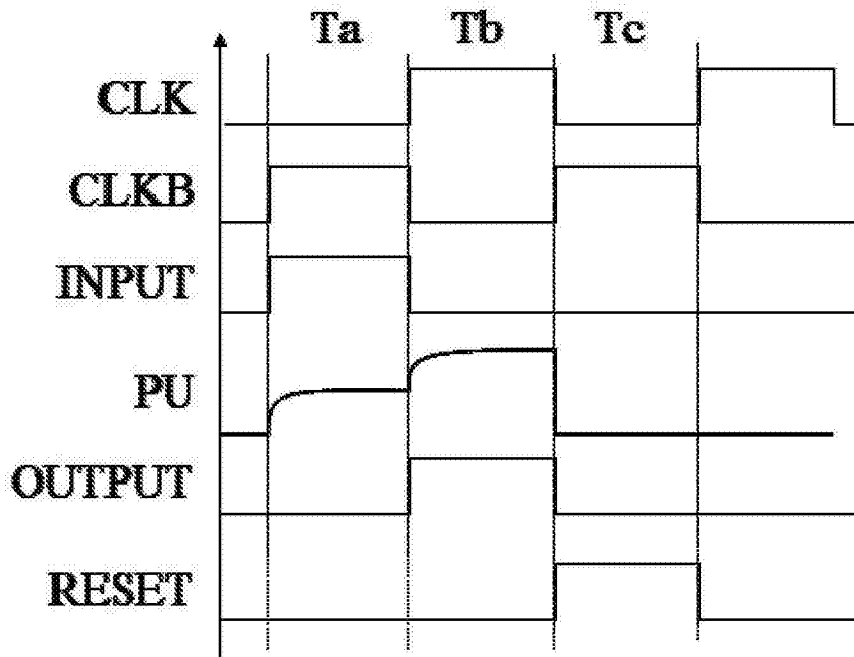 Ta Tb Tc
CLK
CLKB
INPUT
PU
OUTPUT
RESET